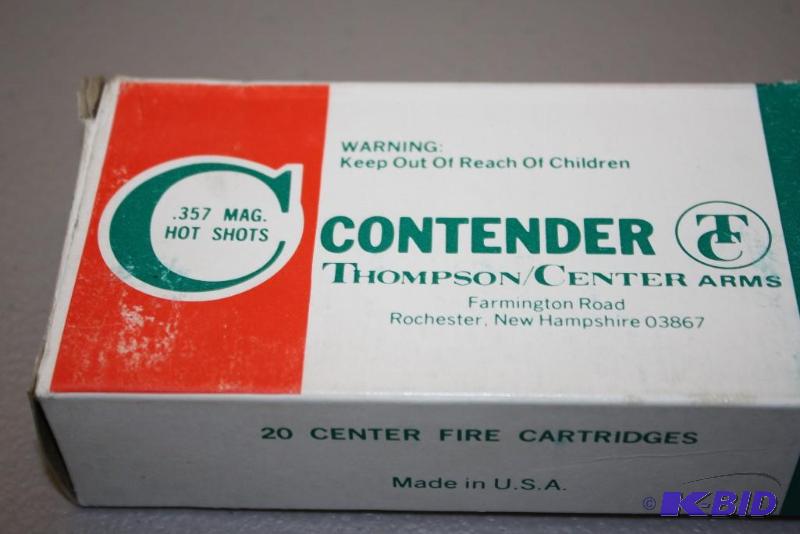 WARNING:
Keep Out Of Reach Of Children
.357 MAG.
HOT SHOTS
C
CONTENDER
TC
THOMPSON/CENTER ARMS
Farmington Road
Rochester, New Hampshire 03867
20 CENTER FIRE CARTRIDGES
Made in U.S.A.
© K-BID